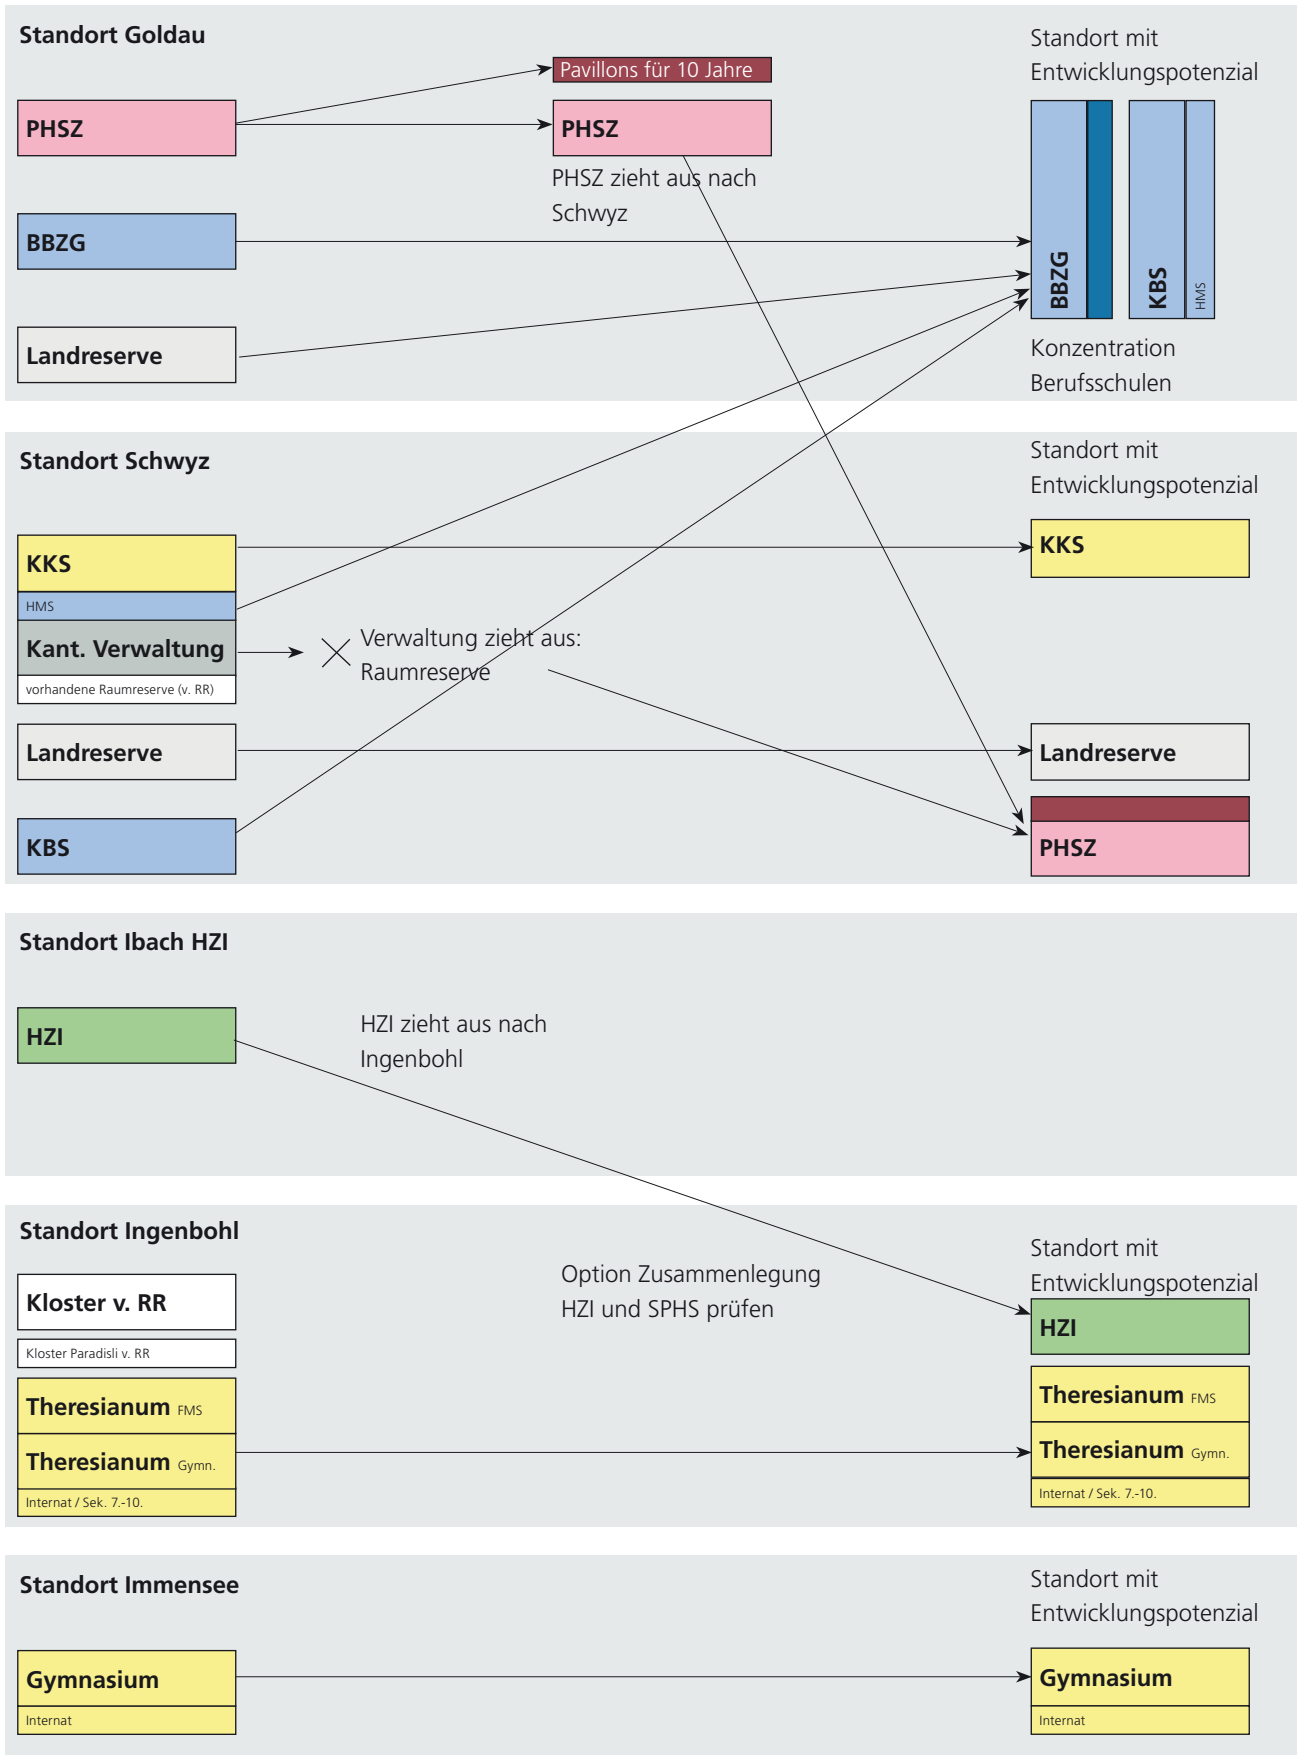 Standort Goldau
Standort mit
Entwicklungspotenzial
Pavillons für 10 Jahre
PHSZ
PHSZ
PHSZ zieht aus nach
Schwyz
BBZG
BBZG
KBS
HMS
Landreserve
Konzentration
Berufsschulen
Standort Schwyz
Standort mit
Entwicklungspotenzial
KKS
KKS
HMS
Kant. Verwaltung
Verwaltung zieht aus:
Raumreserve
vorhandene Raumreserve (v. RR)
Landreserve
Landreserve
KBS
PHSZ
Standort Ibach HZI
HZI
HZI zieht aus nach
Ingenbohl
Standort Ingenbohl
Standort mit
Entwicklungspotenzial
Option Zusammenlegung
HZI und SPHS prüfen
Kloster v. RR
HZI
Kloster Paradisli v. RR
Theresianum FMS
Theresianum FMS
Theresianum Gymn.
Theresianum Gymn.
Internat / Sek. 7.-10.
Internat / Sek. 7.-10.
Standort Immensee
Standort mit
Entwicklungspotenzial
Gymnasium
Gymnasium
Internat
Internat